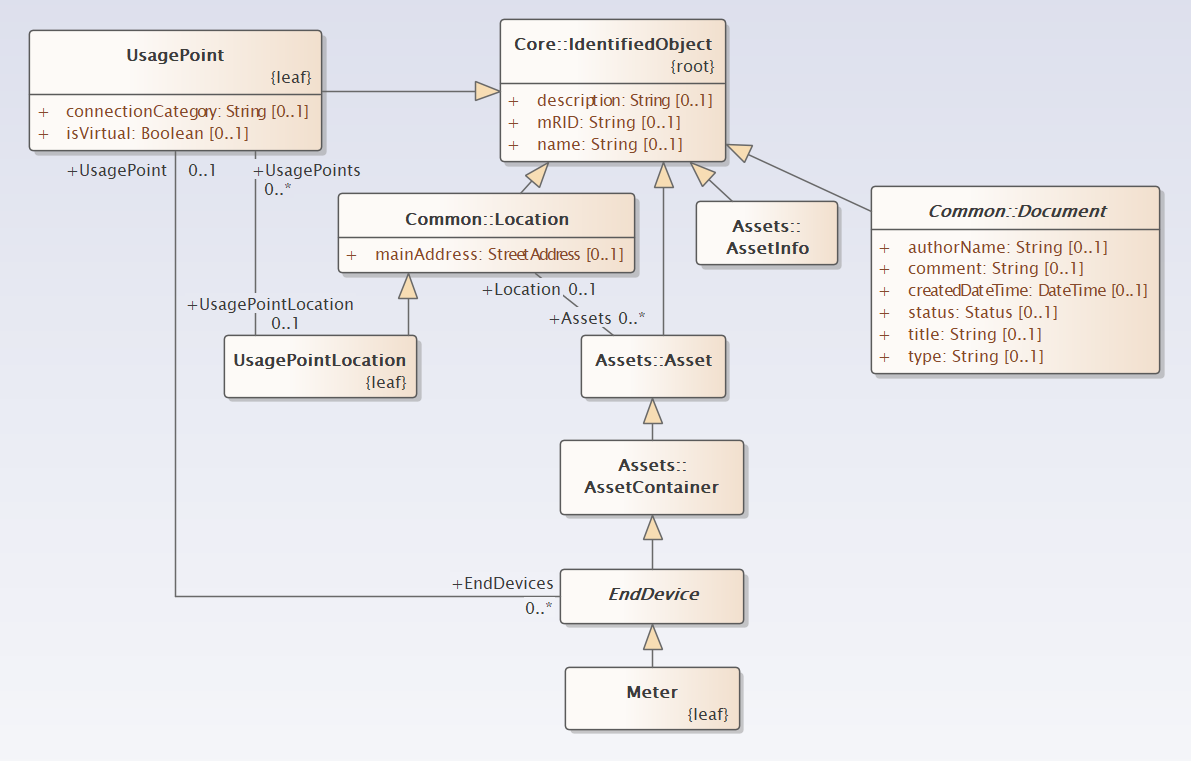 UsagePoint
{leaf}
+ connectionCategory: String [0..1]
+ isVirtual: Boolean [0..1]
Core::IdentifiedObject
{root}
+ description: String [0..1]
+ mRID: String [0..1]
+ name: String [0..1]
+UsagePoint 0..1
+UsagePoints
0..*
Common::Location
+ mainAddress: StreetAddress [0..1]
Assets::
AssetInfo
Common::Document
+ authorName: String [0..1]
+ comment: String [0..1]
+ createdDateTime: DateTime [0..1]
+ status: Status [0..1]
+ title: String [0..1]
+ type: String [0..1]
+Location 0..1
+UsagePointLocation
0..1
+Assets 0..*
UsagePointLocation
{leaf}
Assets::Asset
Assets::
AssetContainer
+EndDevices
0..*
EndDevice
Meter
{leaf}